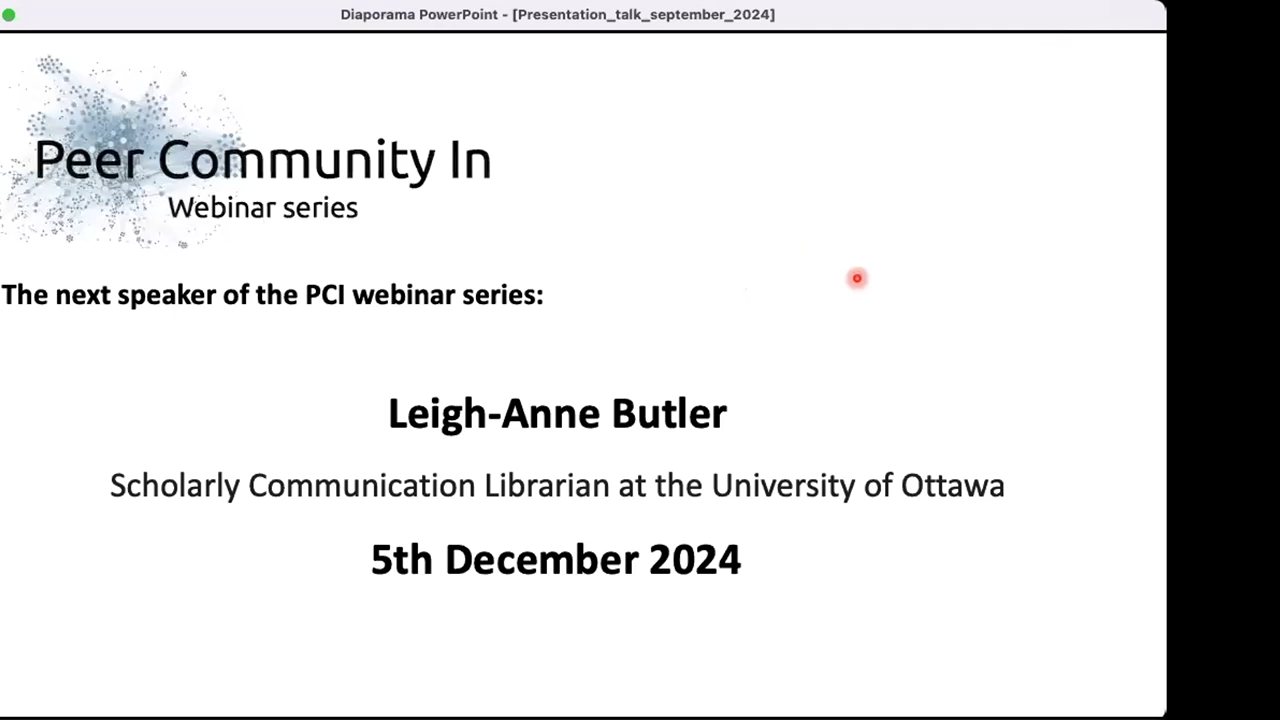 Diaporama PowerPoint - [Presentation_talk_september_2024]
Peer Community In
Webinar series
The next speaker of the PCI webinar series:
Leigh-Anne Butler
Scholarly Communication Librarian at the University of Ottawa
5th December 2024